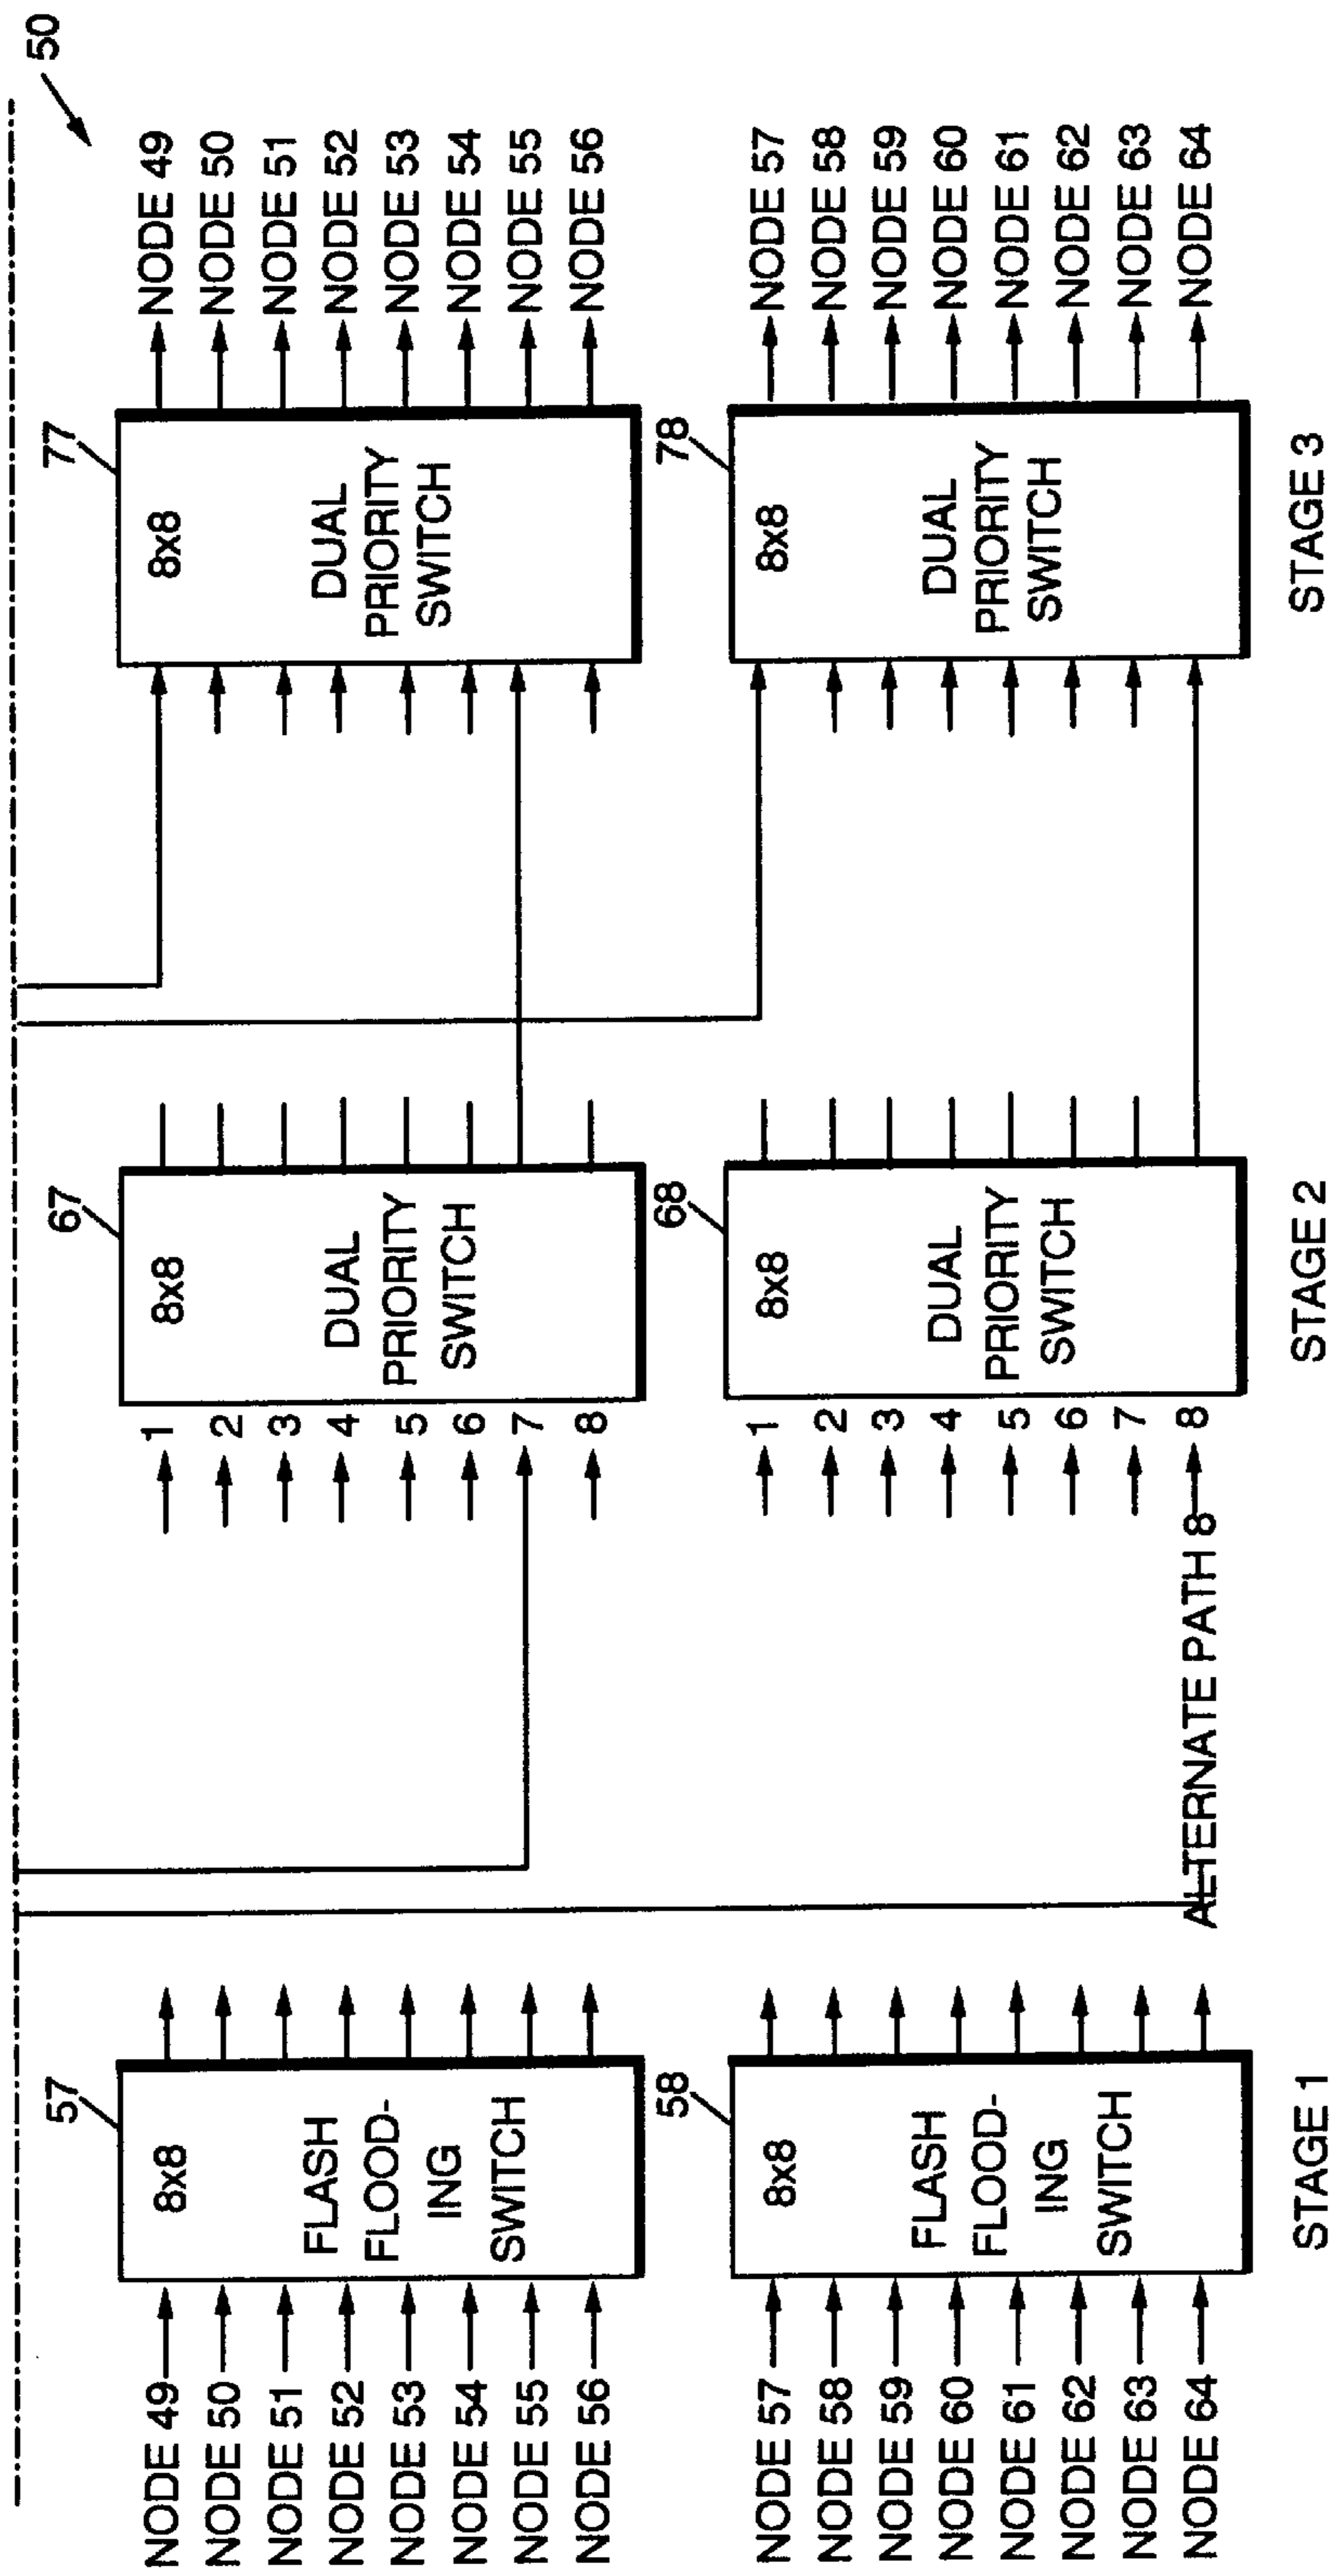 50
57
8x8
FLASH
FLOOD-
ING
SWITCH
NODE 49
NODE 50
NODE 51
NODE 52
NODE 53
NODE 54
NODE 55
NODE 56
67
8x8
DUAL
PRIORITY
SWITCH
1
2
3
4
5
6
7
8
77
8x8
DUAL
PRIORITY
SWITCH
NODE 49
NODE 50
NODE 51
NODE 52
NODE 53
NODE 54
NODE 55
NODE 56
58
8x8
FLASH
FLOOD-
ING
SWITCH
NODE 57
NODE 58
NODE 59
NODE 60
NODE 61
NODE 62
NODE 63
NODE 64
68
8x8
DUAL
PRIORITY
SWITCH
1
2
3
4
5
6
7
8
ALTERNATE PATH 8
78
8x8
DUAL
PRIORITY
SWITCH
NODE 57
NODE 58
NODE 59
NODE 60
NODE 61
NODE 62
NODE 63
NODE 64
STAGE 1
STAGE 2
STAGE 3